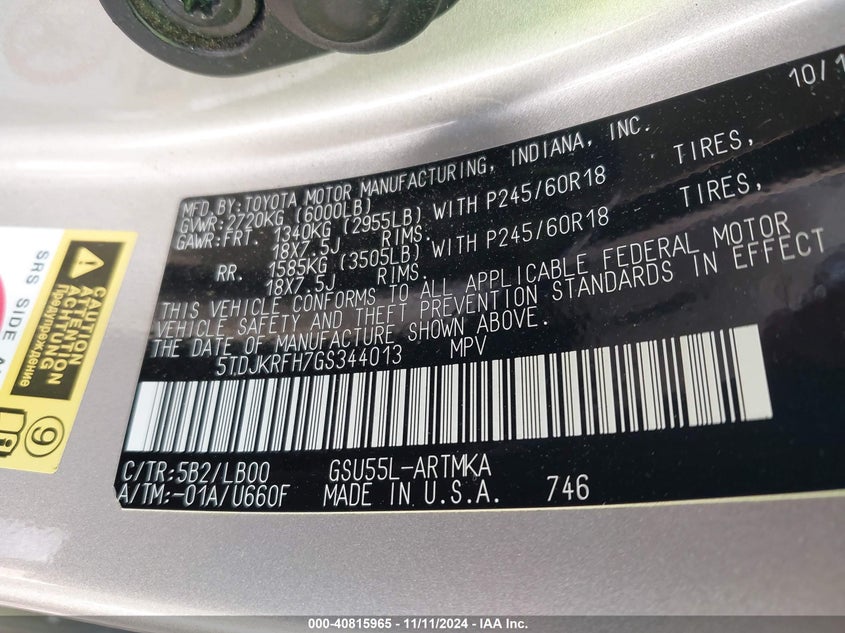 10/1
MFD.BY:TOYOTA MOTOR MANUFACTURING, INDIANA, INC.
GVWR:2720KG (6000LB)
GAWR:FRT. 1340KG (2955LB) WITH P245/60R18 TIRES,
18X7.5J RIMS.
RR. 1585KG (3505LB) WITH P245/60R18 TIRES,
18X7.5J RIMS.
THIS VEHICLE CONFORMS TO ALL APPLICABLE FEDERAL MOTOR
VEHICLE SAFETY AND THEFT PREVENTION STANDARDS IN EFFECT
THE DATE OF MANUFACTURE SHOWN ABOVE.
5TDJKRFH7GS344013 MPV
C/TR:5B2/LB00 GSU55L-ARTMKA
A/TM:-01A/U660F MADE IN U.S.A. 746
SRS SIDE
CAUTION
ATTENTION
ACHTUNG
Предупреждение
9
000-40815965 - 11/11/2024 - IAA Inc.